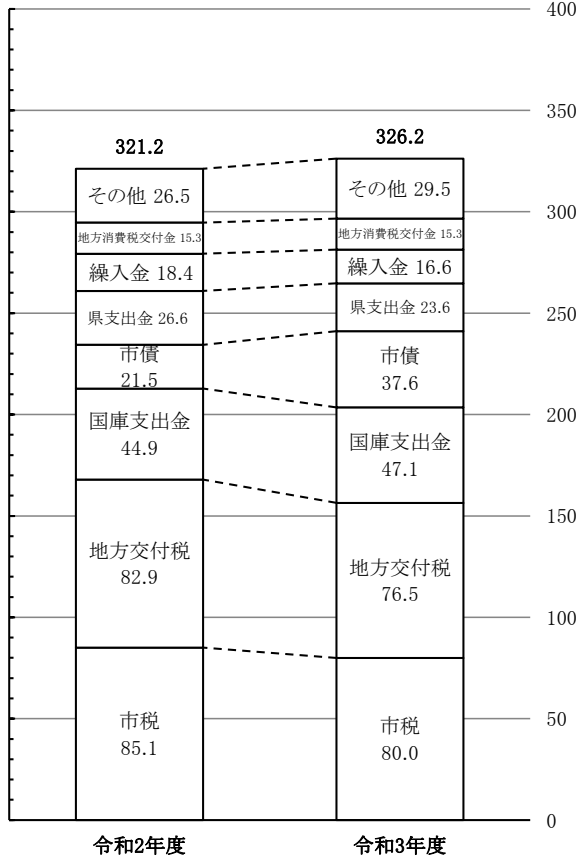 400
350
300
250
200
150
100
50
0
321.2
その他 26.5
地方消費税交付金 15.3
繰入金 18.4
県支出金 26.6
市債
21.5
国庫支出金
44.9
地方交付税
82.9
市税
85.1
令和2年度
326.2
その他 29.5
地方消費税交付金 15.3
繰入金 16.6
県支出金 23.6
市債
37.6
国庫支出金
47.1
地方交付税
76.5
市税
80.0
令和3年度